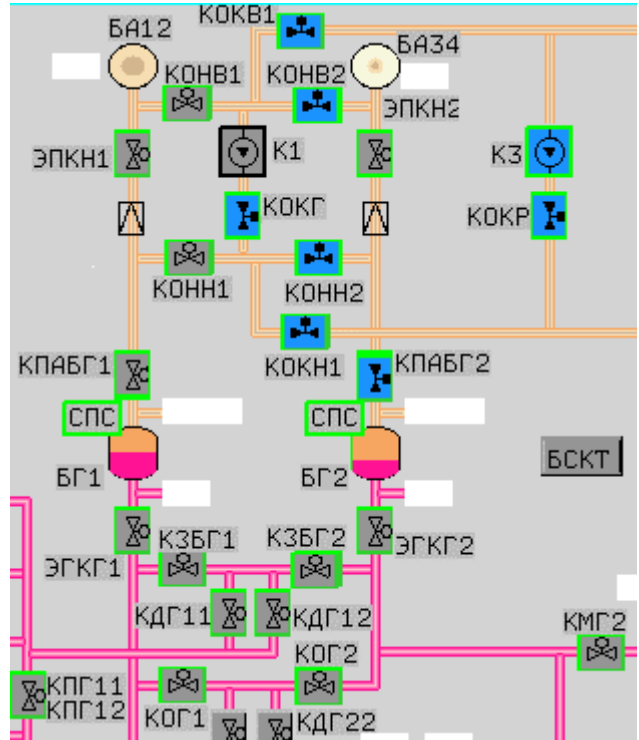 КОКВ1
БА12
БА34
КОНВ1
КОНВ2
ЭПКН2
ЭПКН1
К1
К3
КОКГ
КОКР
КОНН1
КОНН2
КОКН1
КПАБГ1
КПАБГ2
СПС
СПС
БСКТ
БГ1
БГ2
КЗБГ1
КЗБГ2
ЭГКГ1
ЭГКГ2
КДГ11
КДГ12
КМГ2
КОГ2
КПГ11
КПГ12
КОГ1
КДГ22